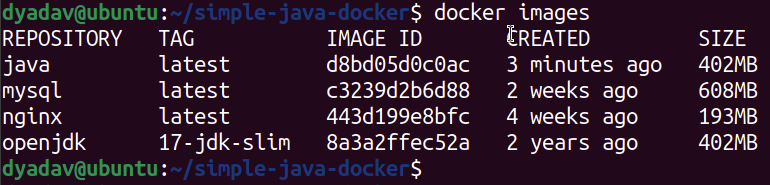 dyadav@ubuntu:~/simple-java-docker$ docker images
REPOSITORY TAG IMAGE ID CREATED SIZE
java latest d8bd05d0c0ac 3 minutes ago 402MB
mysql latest c3239d2b6d88 2 weeks ago 608MB
nginx latest 443d199e8bfc 4 weeks ago 193MB
openjdk 17-jdk-slim 8a3a2ffec52a 2 years ago 402MB
dyadav@ubuntu:~/simple-java-docker$